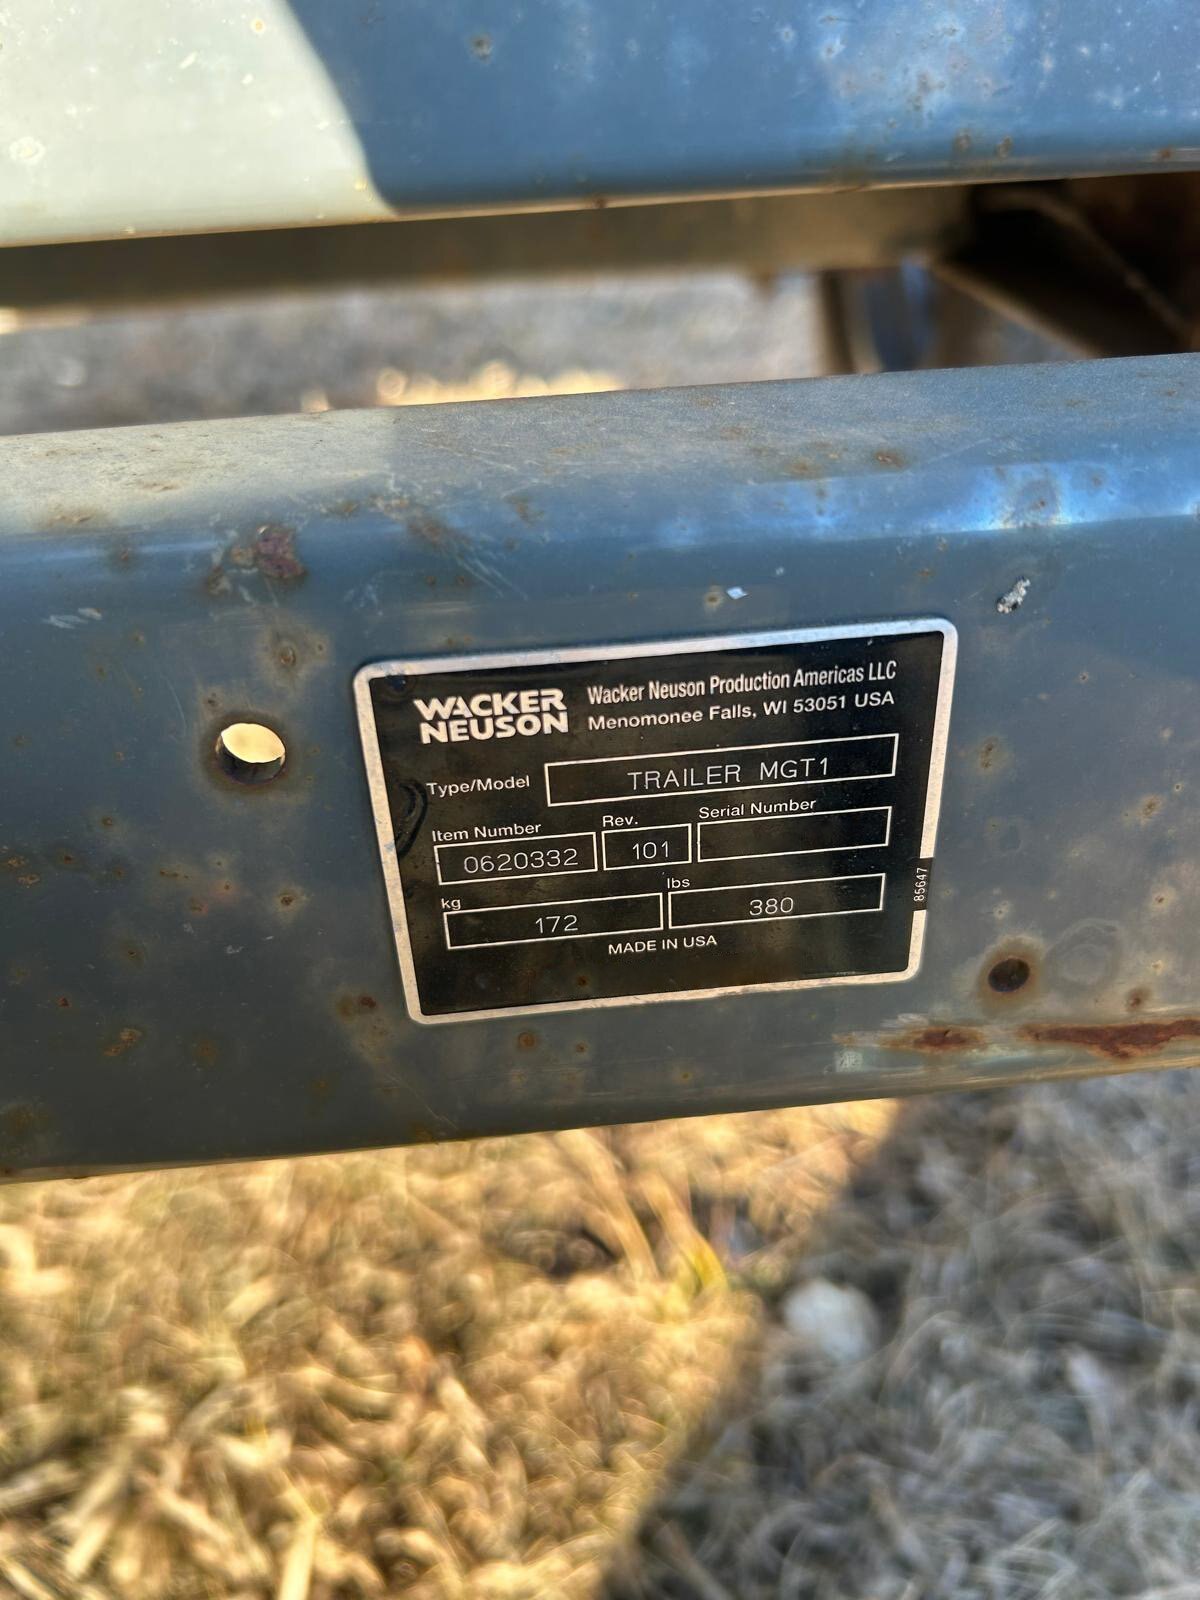 WACKER
NEUSON
Wacker Neuson Production Americas LLC
Menomonee Falls, WI 53051 USA
Type/Model TRAILER MGT1
Item Number Rev. Serial Number
0620332 101
kg lbs
172 380
MADE IN USA
85647